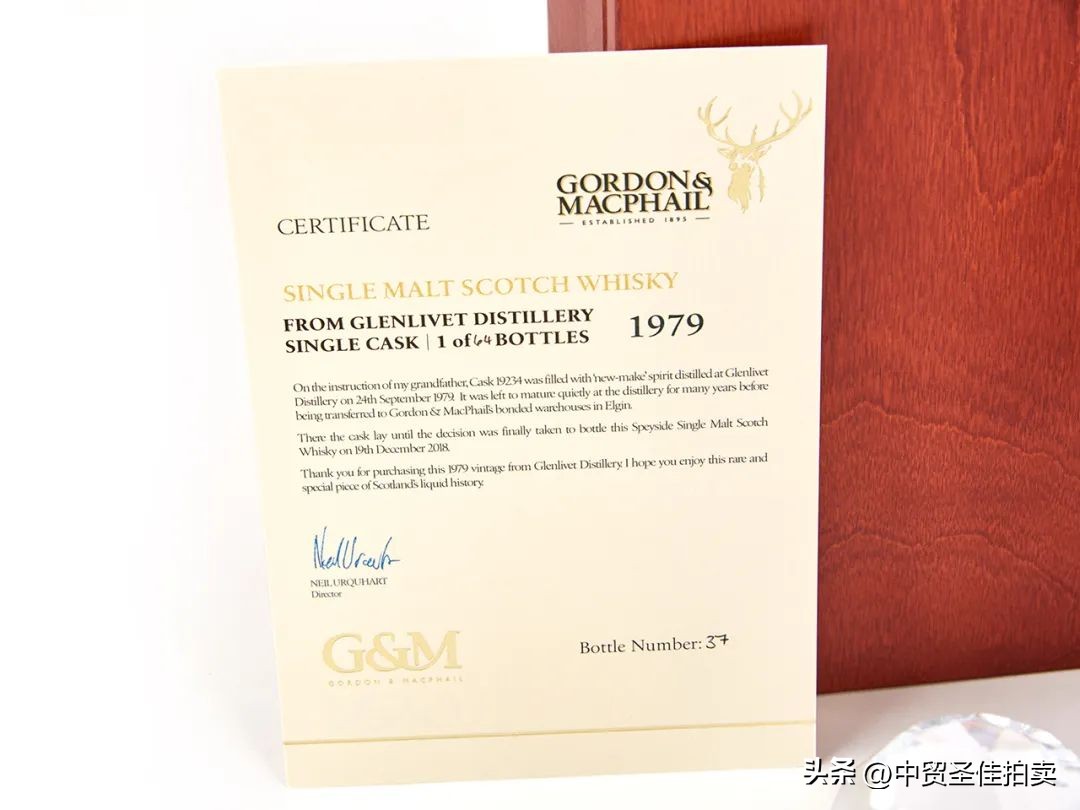 GORDON&
MACPHAIL
ESTABLISHED 1895
CERTIFICATE
SINGLE MALT SCOTCH WHISKY
FROM GLENLIVET DISTILLERY
SINGLE CASK | 1 of 64 BOTTLES
1979
On the instruction of my grandfather, Cask 19234 was filled with 'new-make' spirit distilled at Glenlivet
Distillery on 24th September 1979. It was left to mature quietly at the distillery for many years before
being transferred to Gordon & MacPhail's bonded warehouses in Elgin.
There the cask lay until the decision was finally taken to bottle this Speyside Single Malt Scotch
Whisky on 19th December 2018.
Thank you for purchasing this 1979 vintage from Glenlivet Distillery. I hope you enjoy this rare and
special piece of Scotland's liquid history.
Neil Urquhart
NEIL URQUHART
Director
G&M
GORDON & MACPHAIL
Bottle Number: 37
头条 @中贸圣佳拍卖